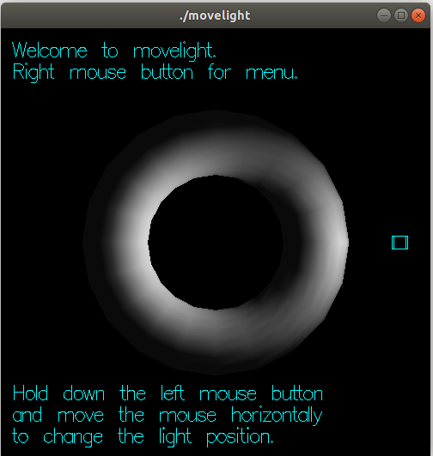 ./movelight
Welcome to movelight.
Right mouse button for menu.
Hold down the left mouse button
and move the mouse horizontally
to change the light position.